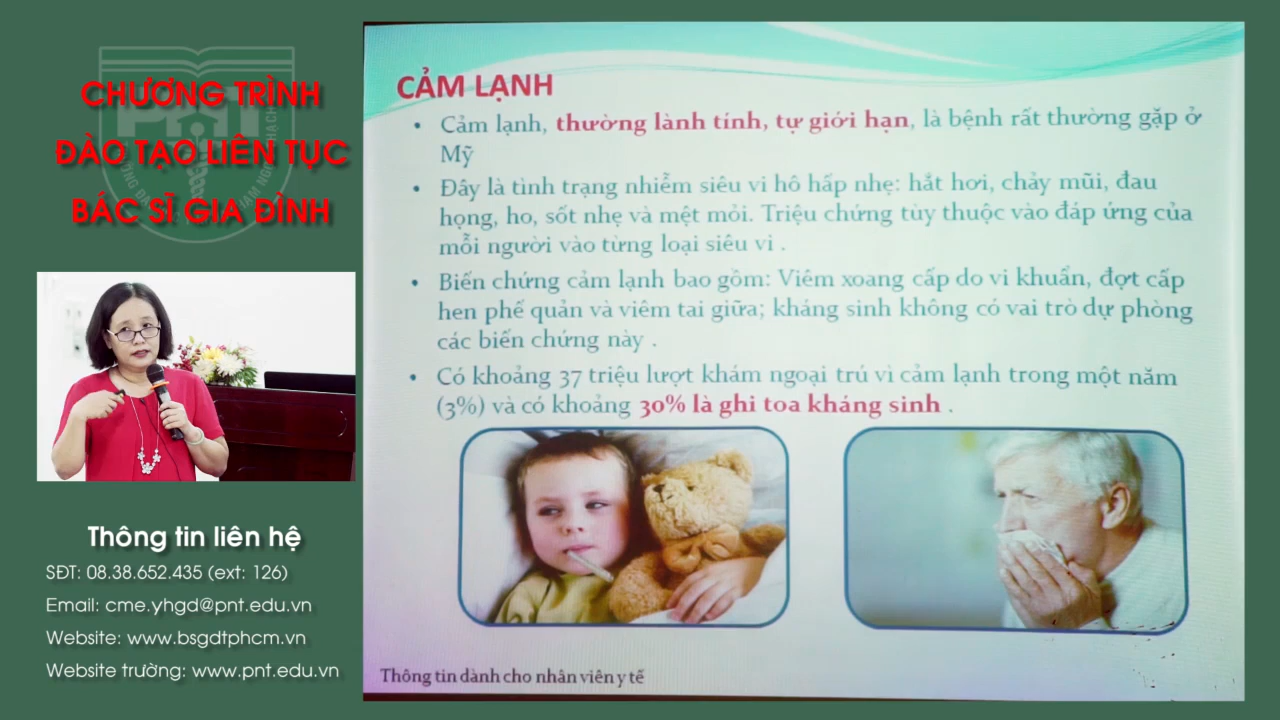 CHƯƠNG TRÌNH
ĐÀO TẠO LIÊN TỤC
BÁC SĨ GIA ĐÌNH
PNT
Thông tin liên hệ
SĐT: 08.38.652.435 (ext: 126)
Email: cme.yhgd@pnt.edu.vn
Website: www.bsgdtphcm.vn
Website trường: www.pnt.edu.vn
CẢM LẠNH
• Cảm lạnh, thường lành tính, tự giới hạn, là bệnh rất thường gặp ở
Mỹ
• Đây là tình trạng nhiễm siêu vi hô hấp nhẹ: hắt hơi, chảy mũi, đau
họng, ho, sốt nhẹ và mệt mỏi. Triệu chứng tùy thuộc vào đáp ứng của
mỗi người vào từng loại siêu vi .
• Biến chứng cảm lạnh bao gồm: Viêm xoang cấp do vi khuẩn, đợt cấp
hen phế quản và viêm tai giữa; kháng sinh không có vai trò dự phòng
các biến chứng này .
• Có khoảng 37 triệu lượt khám ngoại trú vì cảm lạnh trong một năm
(3%) và có khoảng 30% là ghi toa kháng sinh .
Thông tin dành cho nhân viên y tế